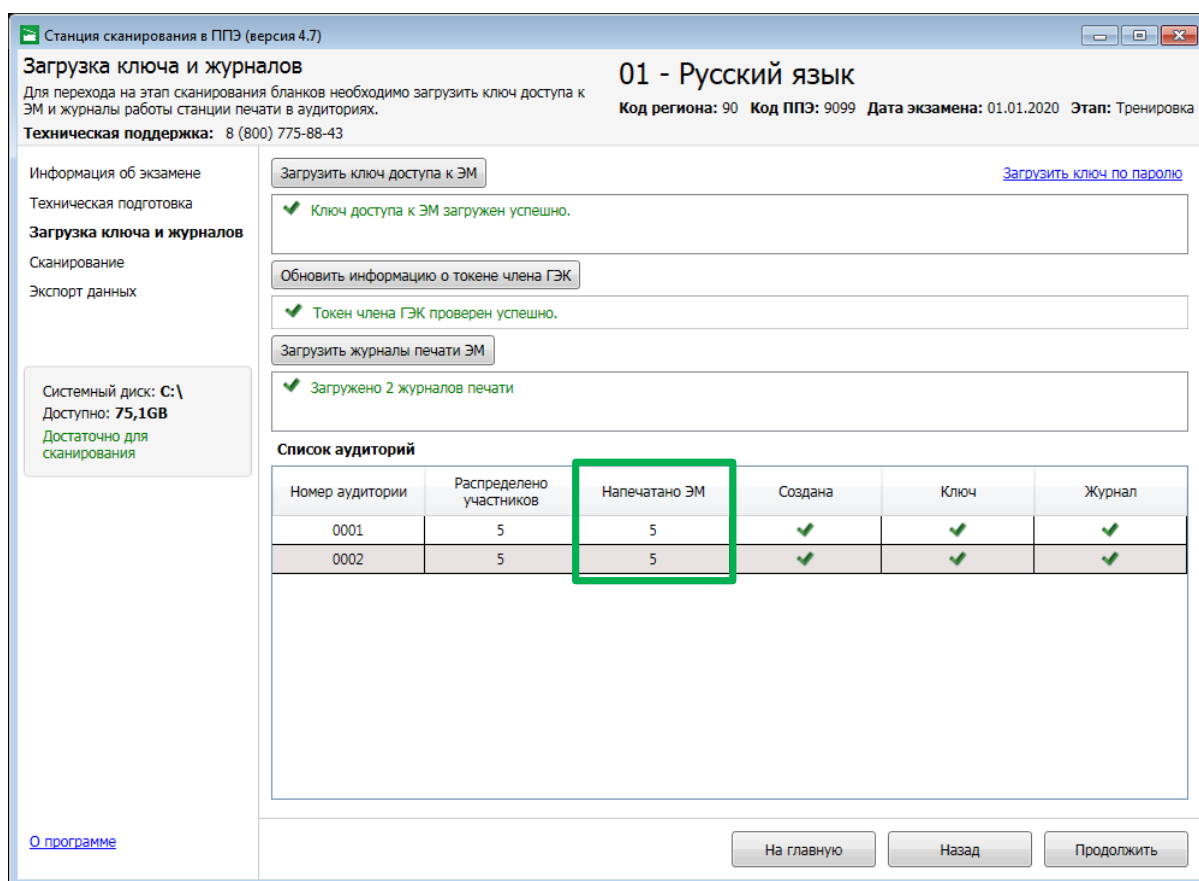 Станция сканирования в ППЭ (версия 4.7)
Загрузка ключа и журналов
Для перехода на этап сканирования бланков необходимо загрузить ключ доступа к
ЭМ и журналы работы станции печати в аудиториях.
Техническая поддержка: 8 (800) 775-88-43
01 - Русский язык
Код региона: 90 Код ППЭ: 9099 Дата экзамена: 01.01.2020 Этап: Тренировка
Информация об экзамене
Техническая подготовка
Загрузка ключа и журналов
Сканирование
Экспорт данных
Системный диск: C:\
Доступно: 75,1GB
Достаточно для
сканирования
О программе
Загрузить ключ доступа к ЭМ
Загрузить ключ по паролю
Ключ доступа к ЭМ загружен успешно.
Обновить информацию о токене члена ГЭК
Токен члена ГЭК проверен успешно.
Загрузить журналы печати ЭМ
Загружено 2 журналов печати
Список аудиторий
Номер аудитории Распределено участников Напечатано ЭМ Создана Ключ Журнал
0001 5 5
0002 5 5
На главную Назад Продолжить